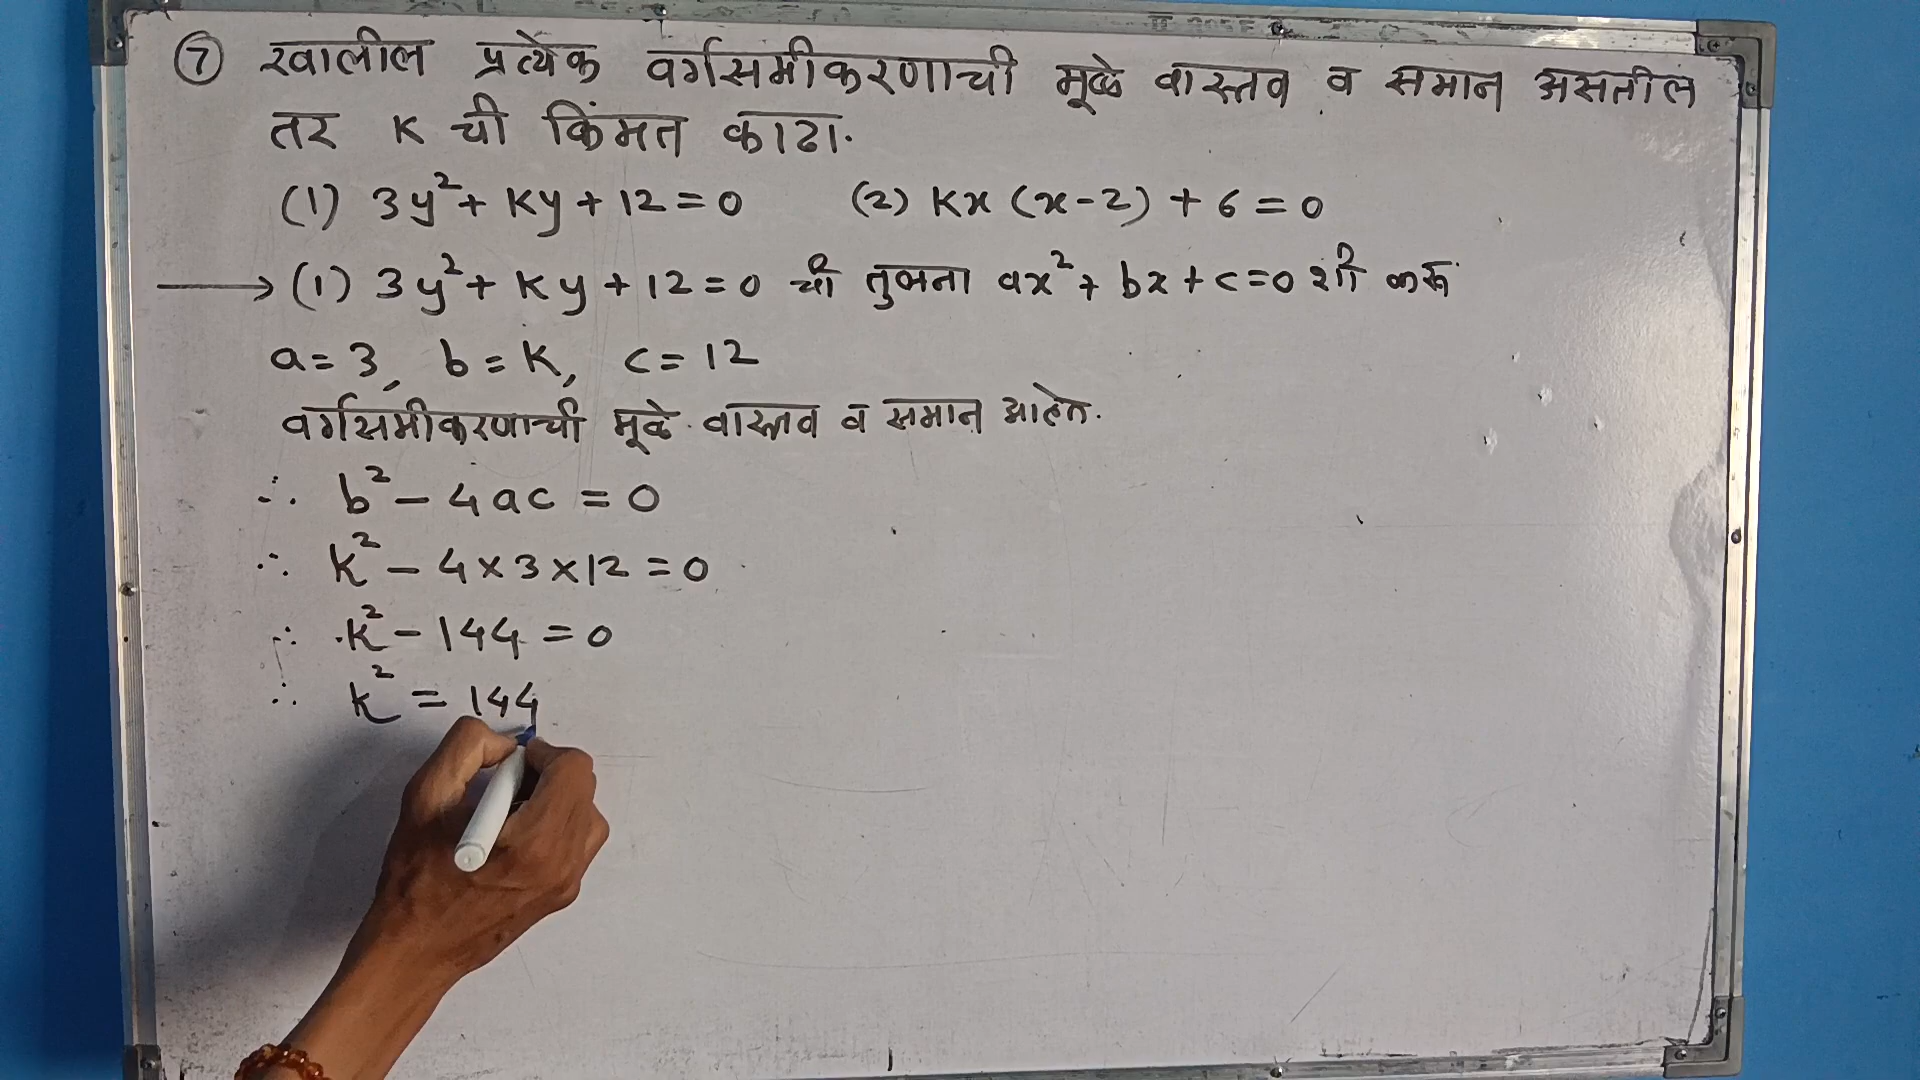 ⑦ खालील प्रत्येक वर्गसमीकरणाची मूळे वास्तव व समान असतील
तर K ची किंमत काढा.
(1) 3y² + Ky + 12 = 0 (2) Kx (x - 2) + 6 = 0
→ (1) 3y² + Ky + 12 = 0 ची तुलना ax² + bx + c = 0 शी करू
a = 3, b = K, c = 12
वर्गसमीकरणाची मूळे वास्तव व समान आहेत.
∴ b² - 4ac = 0
∴ K² - 4 × 3 × 12 = 0
∴ K² - 144 = 0
∴ K² = 144